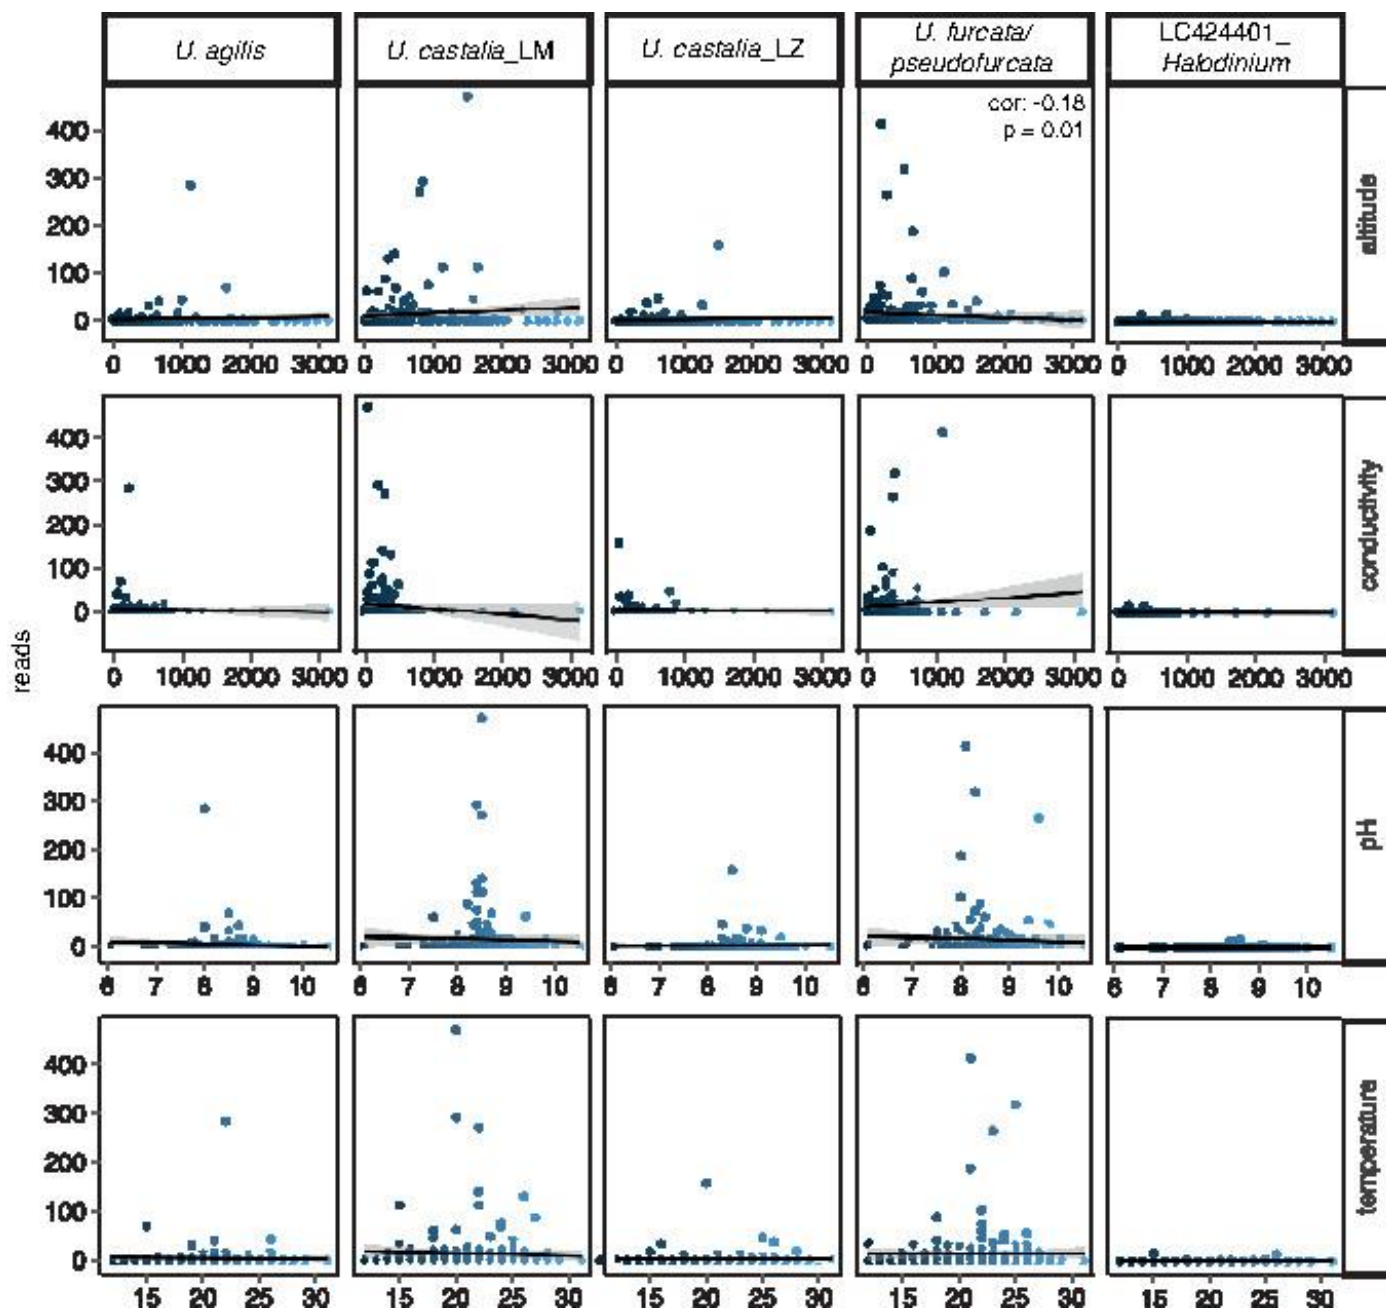 U. agilis
U. castalia_LM
U. castalia_LZ
U. furcata/
pseudofurcata
LC424401_
Halodinium
cor: -0.18
p = 0.01
400
300
200
100
0
altitude
0 1000 2000 3000
0 1000 2000 3000
0 1000 2000 3000
0 1000 2000 3000
0 1000 2000 3000
400
300
200
100
0
conductivity
0 1000 2000 3000
0 1000 2000 3000
0 1000 2000 3000
0 1000 2000 3000
0 1000 2000 3000
reads
400
300
200
100
0
pH
6 7 8 9 10
6 7 8 9 10
6 7 8 9 10
6 7 8 9 10
6 7 8 9 10
400
300
200
100
0
temperature
15 20 25 30
15 20 25 30
15 20 25 30
15 20 25 30
15 20 25 30